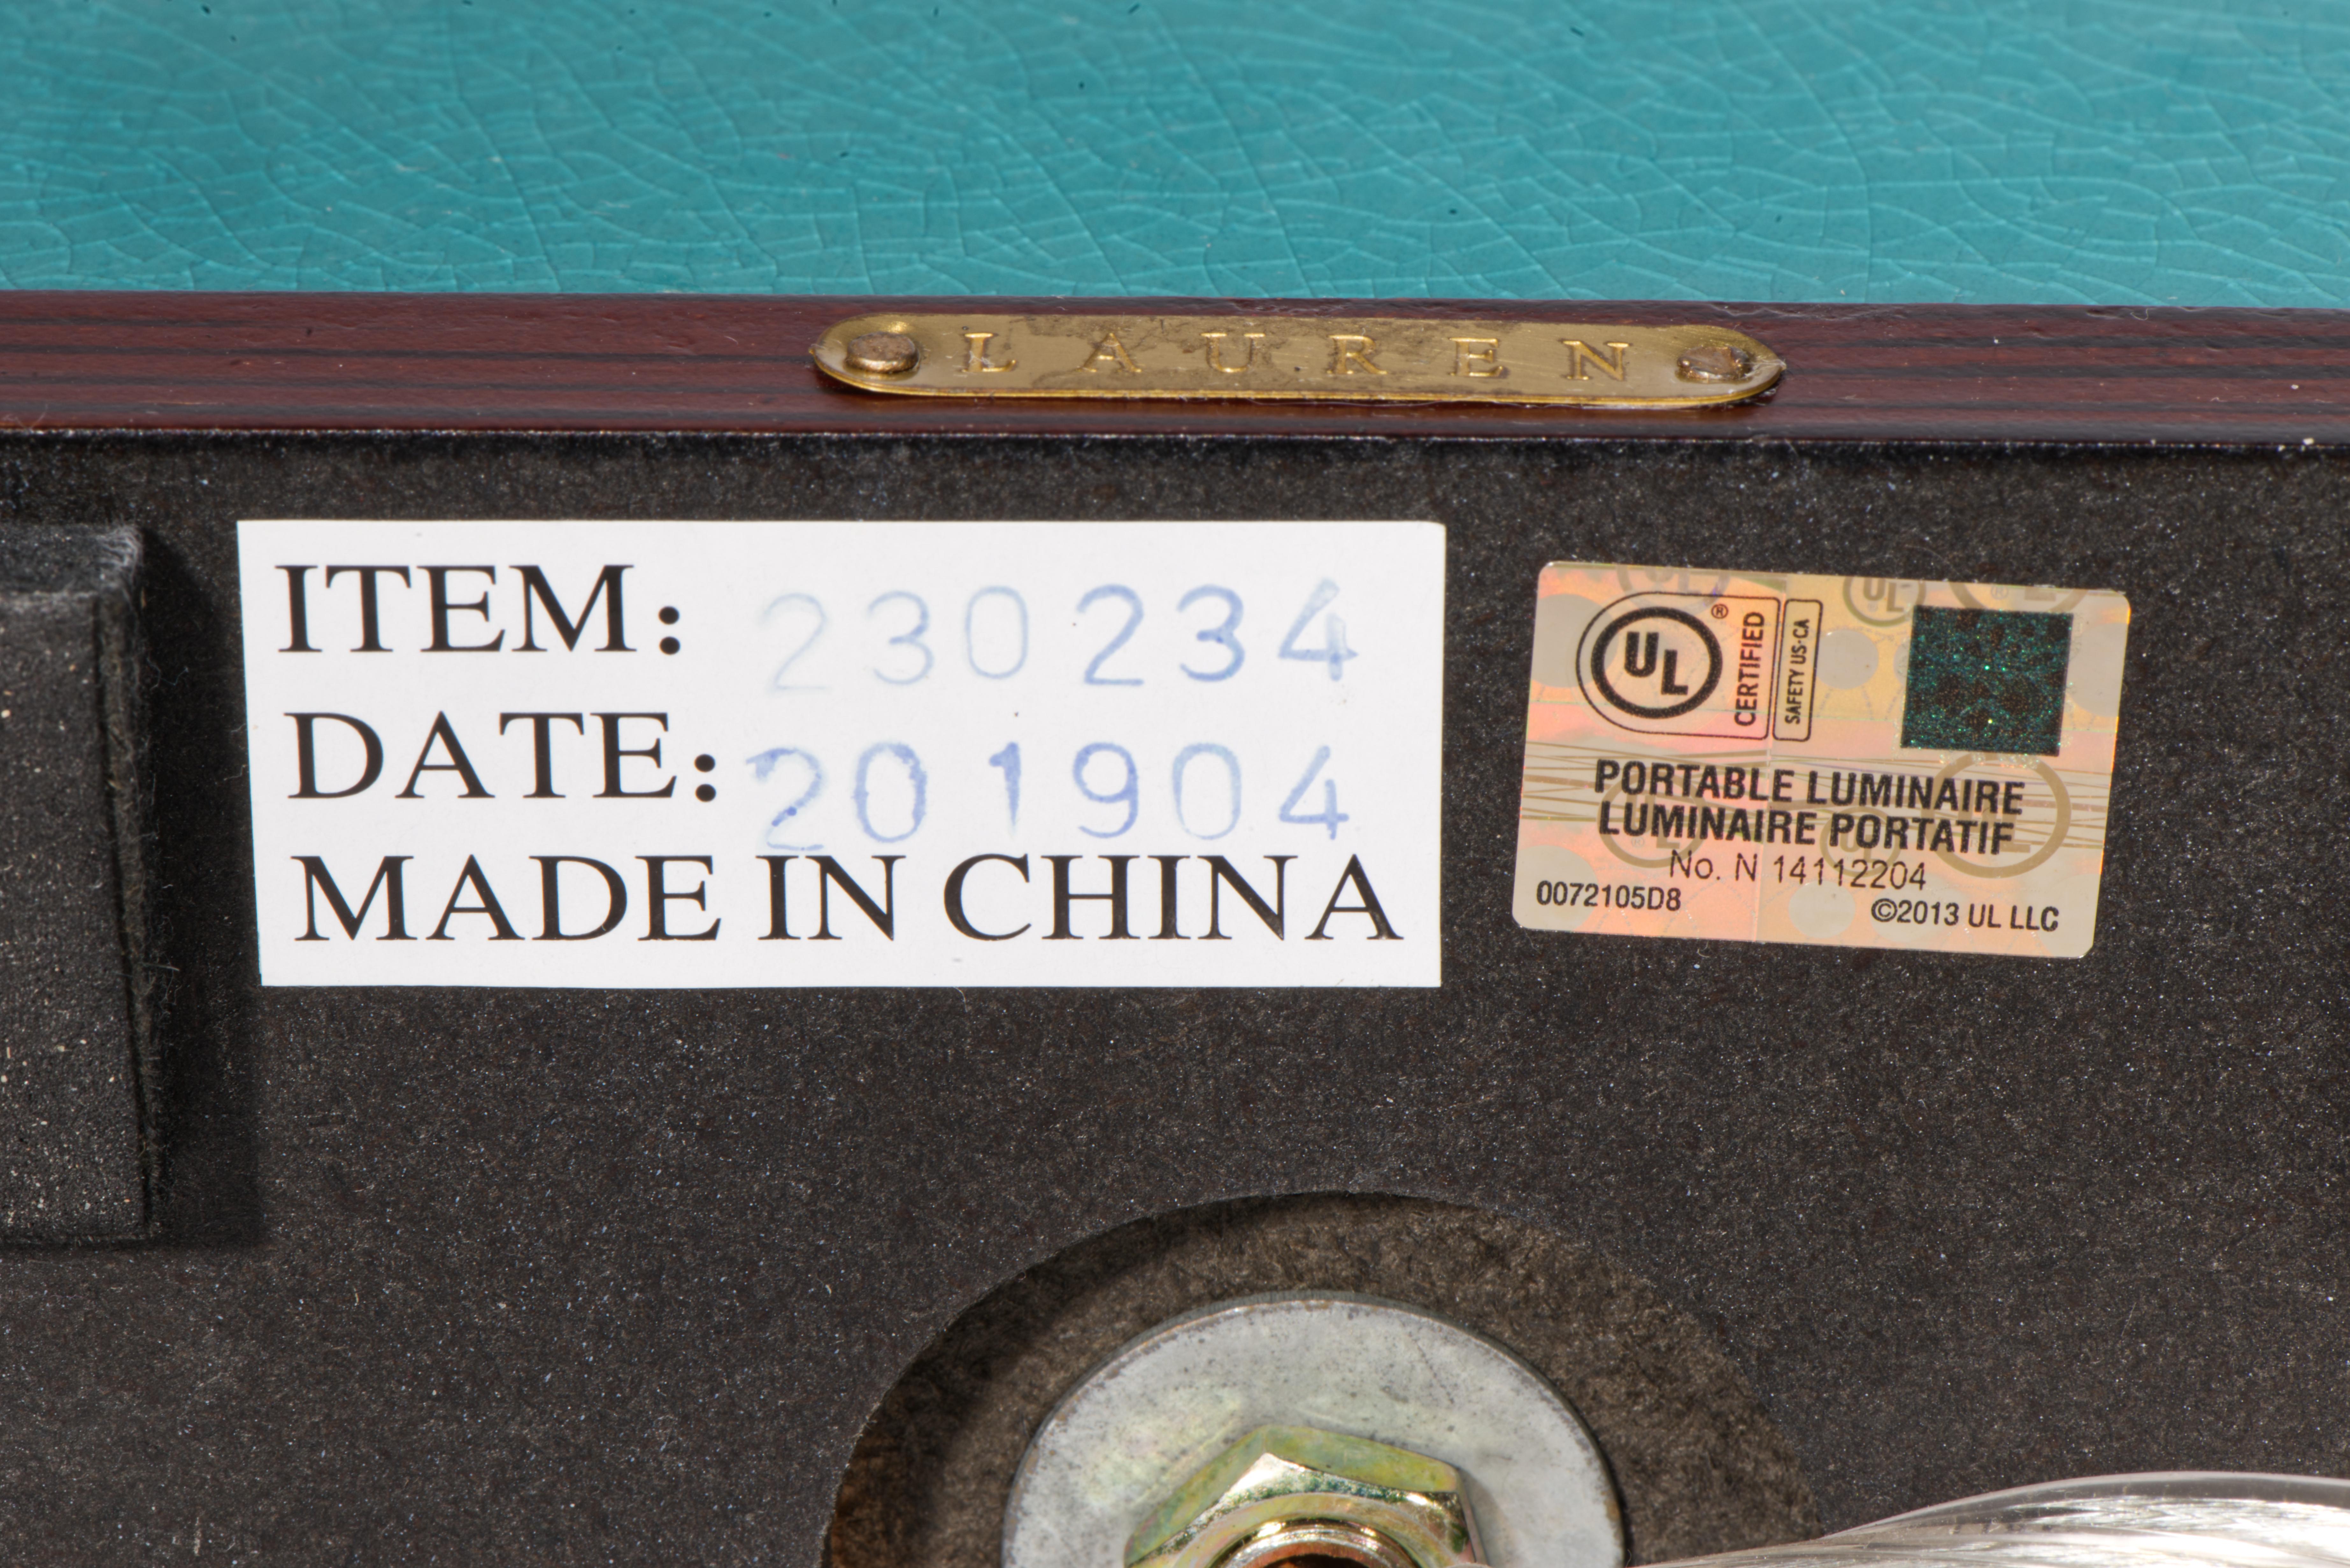 LAUREN
ITEM: 230234
DATE: 201904
MADE IN CHINA
UL ® CERTIFIED
SAFETY US·CA
PORTABLE LUMINAIRE
LUMINAIRE PORTATIF
No. N 14112204
0072105D8
©2013 UL LLC